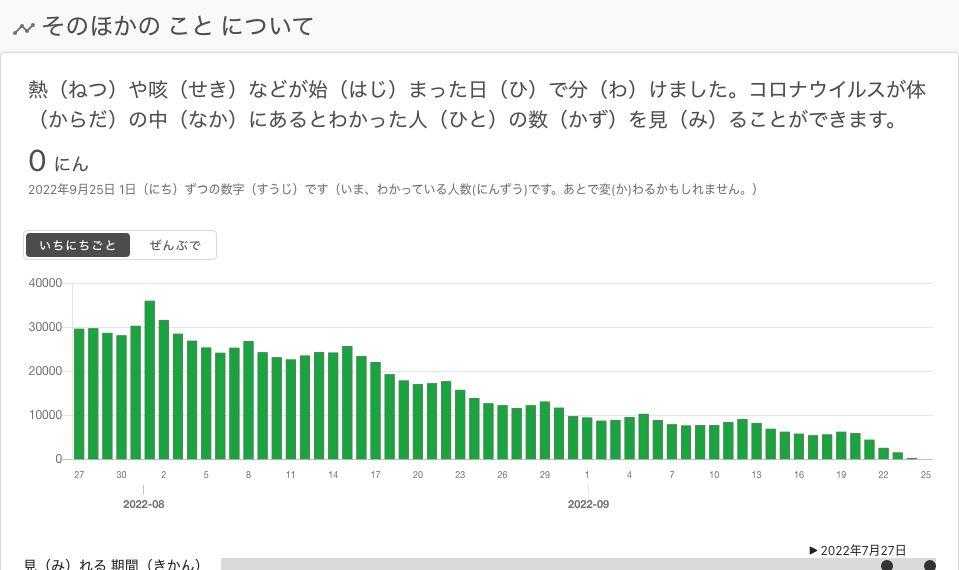 そのほかの こと について
熱（ねつ）や咳（せき）などが始（はじ）まった日（ひ）で分（わ）けました。コロナウイルスが体
（からだ）の中（なか）にあるとわかった人（ひと）の数（かず）を見（み）ることができます。
0 にん
2022年9月25日 1日（にち）ずつの数字（すうじ）です（いま、わかっている人数(にんずう)です。あとで変(か)わるかもしれません。）
いちにちごと ぜんぶで
40000
30000
20000
10000
0
27 30 2 5 8 11 14 17 20 23 26 29 1 4 7 10 13 16 19 22 25
2022-08 2022-09
▶2022年7月27日
見（み）れる 期間（きかん）